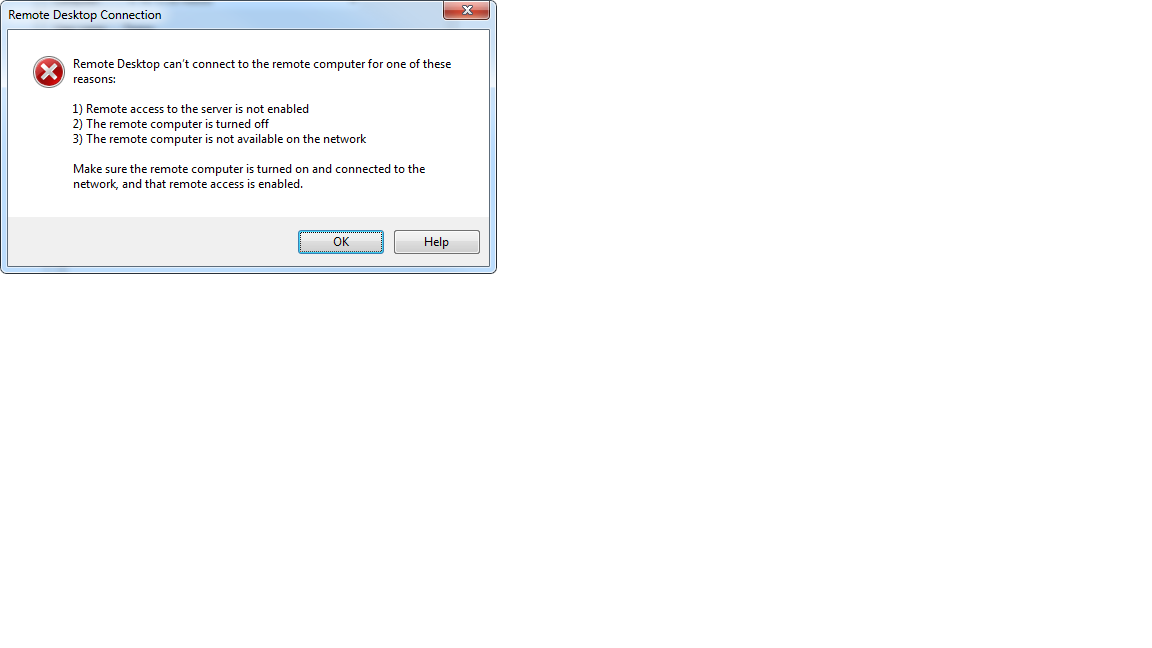 Remote Desktop Connection
Remote Desktop can't connect to the remote computer for one of these
reasons:
1) Remote access to the server is not enabled
2) The remote computer is turned off
3) The remote computer is not available on the network
Make sure the remote computer is turned on and connected to the
network, and that remote access is enabled.
OK
Help